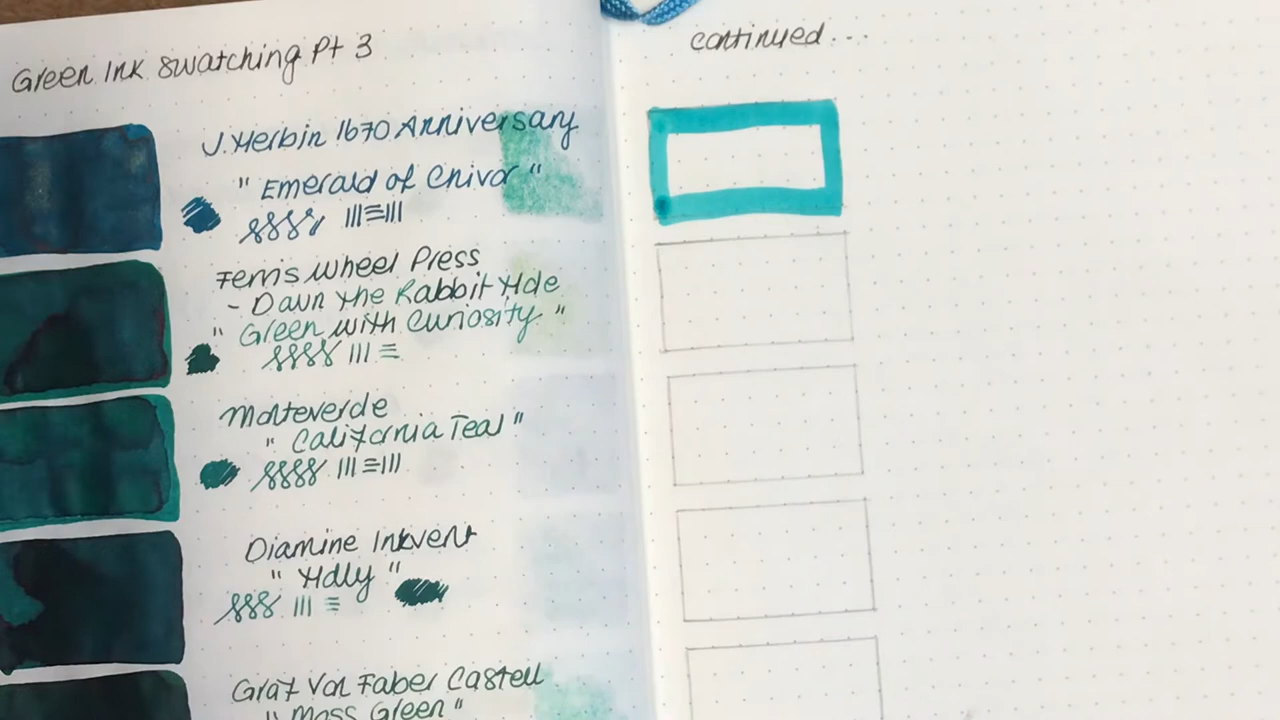 Green Ink Swatching Pt 3
J. Herbin 1670 Anniversary
" Emerald of Chivor "
Ferris Wheel Press
- Down the Rabbit Hole
" Green with Curiosity "
Monteverde
" California Teal "
Diamine Inkvent
" Holly "
Graf Von Faber Castell
" Moss Green "
continued...